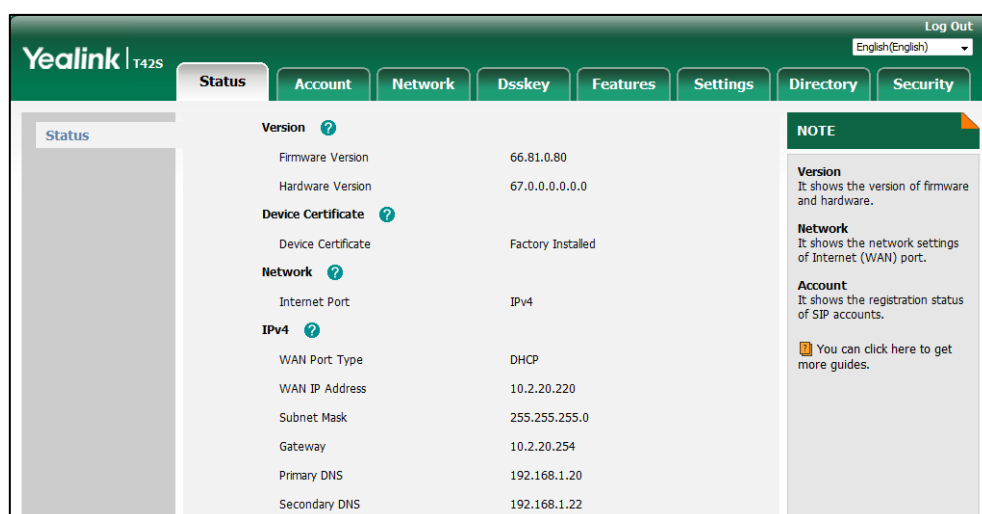 Log Out
English(English)
Yealink | T42S
Status
Account
Network
Dsskey
Features
Settings
Directory
Security
Status
Version
Firmware Version 66.81.0.80
Hardware Version 67.0.0.0.0.0.0
Device Certificate
Device Certificate Factory Installed
Network
Internet Port IPv4
IPv4
WAN Port Type DHCP
WAN IP Address 10.2.20.220
Subnet Mask 255.255.255.0
Gateway 10.2.20.254
Primary DNS 192.168.1.20
Secondary DNS 192.168.1.22
NOTE
Version
It shows the version of firmware
and hardware.
Network
It shows the network settings
of Internet (WAN) port.
Account
It shows the registration status
of SIP accounts.
You can click here to get
more guides.